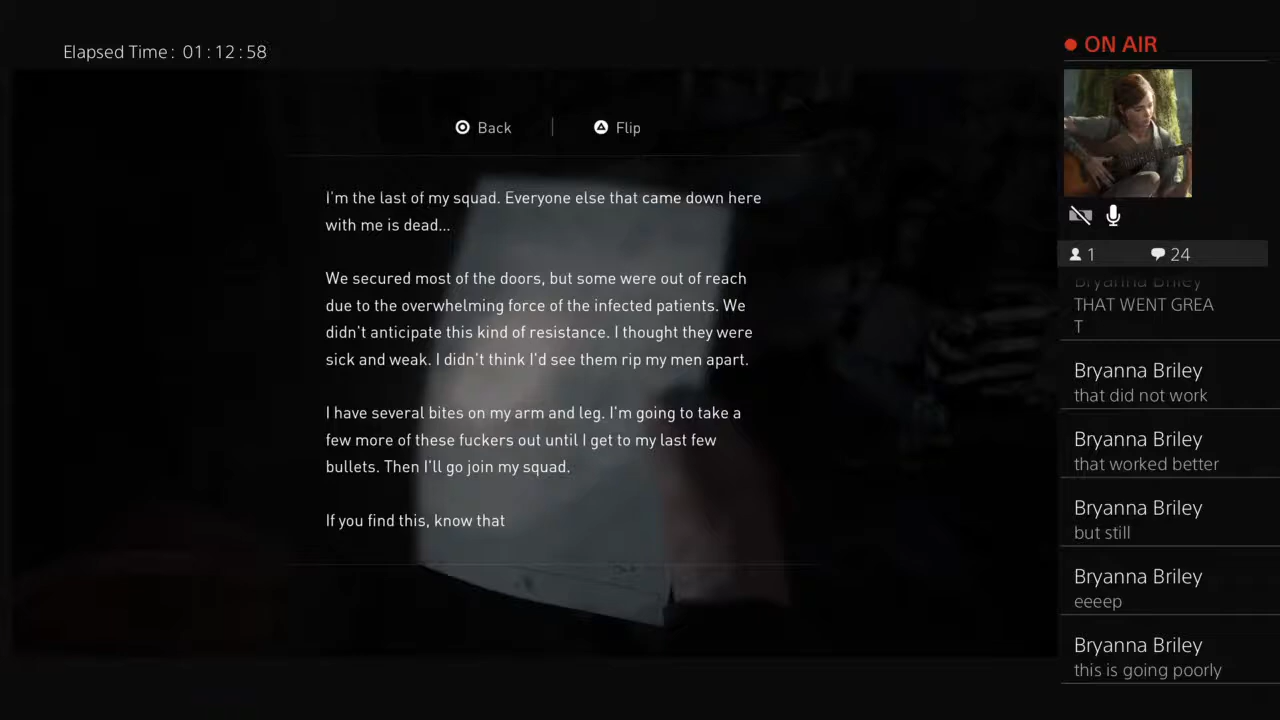 Elapsed Time: 01:12:58
ON AIR
Back
Flip
I'm the last of my squad. Everyone else that came down here
with me is dead...
We secured most of the doors, but some were out of reach
due to the overwhelming force of the infected patients. We
didn't anticipate this kind of resistance. I thought they were
sick and weak. I didn't think I'd see them rip my men apart.
I have several bites on my arm and leg. I'm going to take a
few more of these fuckers out until I get to my last few
bullets. Then I'll go join my squad.
If you find this, know that
1
24
Bryanna Briley
THAT WENT GREA
T
Bryanna Briley
that did not work
Bryanna Briley
that worked better
Bryanna Briley
but still
Bryanna Briley
eeeep
Bryanna Briley
this is going poorly